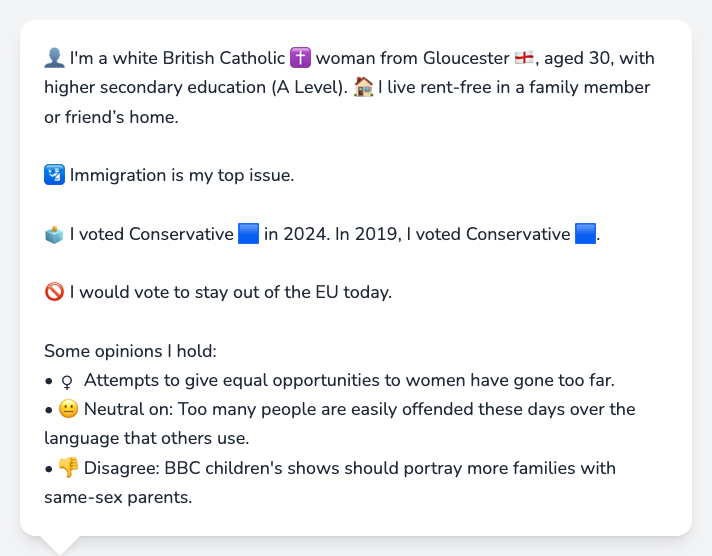 👤 I'm a white British Catholic ✝️ woman from Gloucester 🏴󠁧󠁢󠁥󠁮󠁧󠁿, aged 30, with
higher secondary education (A Level). 🏠 I live rent-free in a family member
or friend’s home.
🛂 Immigration is my top issue.
🗳️ I voted Conservative 🟦 in 2024. In 2019, I voted Conservative 🟦.
🚫 I would vote to stay out of the EU today.
Some opinions I hold:
• ♀ Attempts to give equal opportunities to women have gone too far.
• 😐 Neutral on: Too many people are easily offended these days over the
language that others use.
• 👎 Disagree: BBC children's shows should portray more families with
same-sex parents.